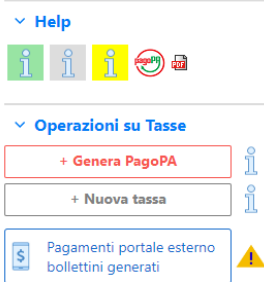 Help
pagoPA
PDF
Operazioni su Tasse
+ Genera PagoPA
+ Nuova tassa
Pagamenti portale esterno
bollettini generati